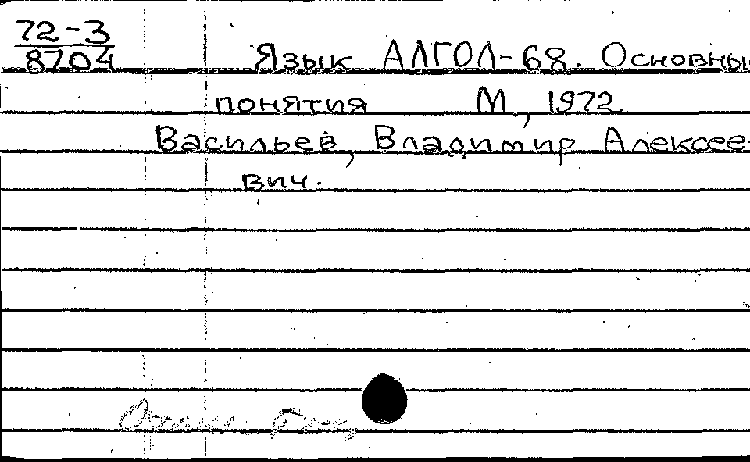 72-3
8704
Язык АЛГОЛ-68. Основны
понятия М, 1972
Васильев, Владимир Алексее-
вич.